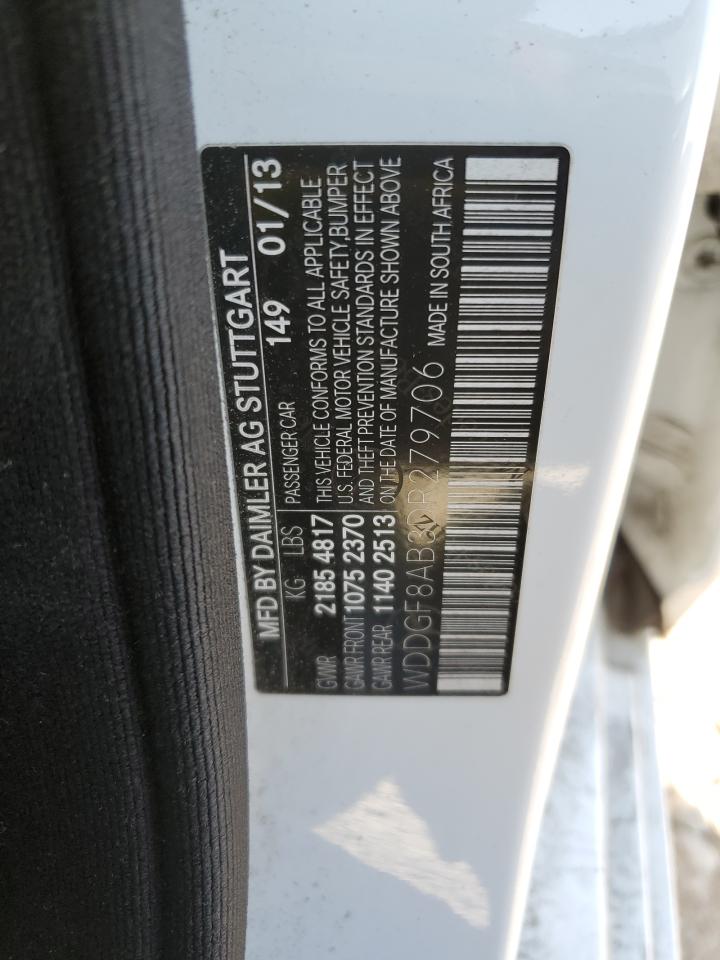 MFD BY DAIMLER AG STUTTGART
149 01/13
KG LBS PASSENGER CAR
GVWR 2185 4817 THIS VEHICLE CONFORMS TO ALL APPLICABLE
GAWR FRONT 1075 2370 U.S. FEDERAL MOTOR VEHICLE SAFETY, BUMPER
GAWR REAR 1140 2513 AND THEFT PREVENTION STANDARDS IN EFFECT
ON THE DATE OF MANUFACTURE SHOWN ABOVE
WDDGF8AB3DR279706 MADE IN SOUTH AFRICA